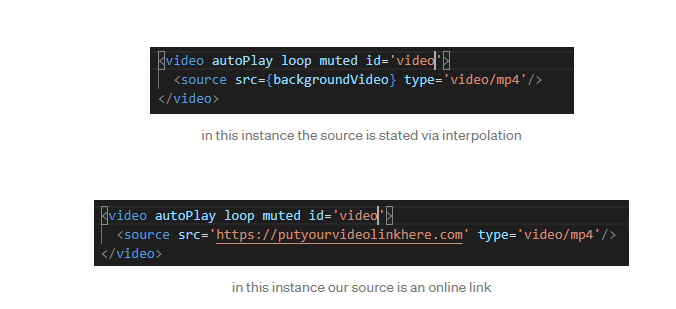 <video autoPlay loop muted id='video'>
<source src={backgroundVideo} type='video/mp4'/>
</video>
in this instance the source is stated via interpolation
<video autoPlay loop muted id='video'>
<source src='https://putyourvideolinkhere.com' type='video/mp4'/>
</video>
in this instance our source is an online link